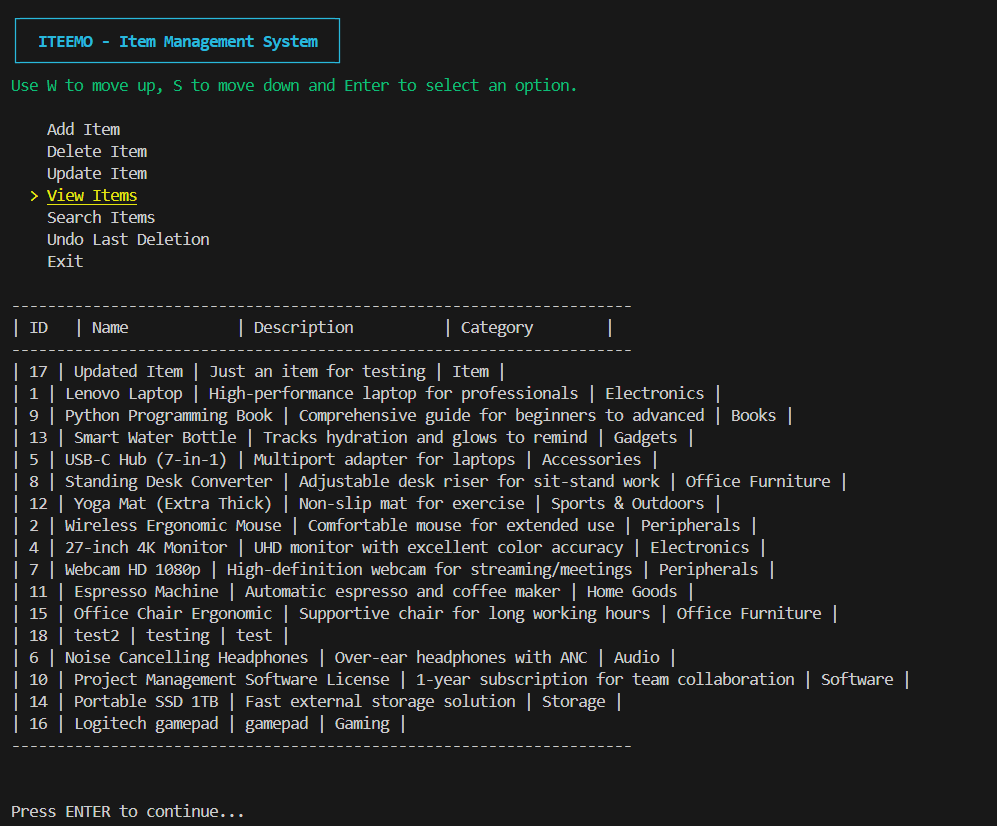 ITEEMO - Item Management System
Use W to move up, S to move down and Enter to select an option.
Add Item
Delete Item
Update Item
> View Items
Search Items
Undo Last Deletion
Exit
---------------------------------------------------------------------
| ID   | Name            | Description          | Category        |
---------------------------------------------------------------------
| 17 | Updated Item | Just an item for testing | Item |
| 1 | Lenovo Laptop | High-performance laptop for professionals | Electronics |
| 9 | Python Programming Book | Comprehensive guide for beginners to advanced | Books |
| 13 | Smart Water Bottle | Tracks hydration and glows to remind | Gadgets |
| 5 | USB-C Hub (7-in-1) | Multiport adapter for laptops | Accessories |
| 8 | Standing Desk Converter | Adjustable desk riser for sit-stand work | Office Furniture |
| 12 | Yoga Mat (Extra Thick) | Non-slip mat for exercise | Sports & Outdoors |
| 2 | Wireless Ergonomic Mouse | Comfortable mouse for extended use | Peripherals |
| 4 | 27-inch 4K Monitor | UHD monitor with excellent color accuracy | Electronics |
| 7 | Webcam HD 1080p | High-definition webcam for streaming/meetings | Peripherals |
| 11 | Espresso Machine | Automatic espresso and coffee maker | Home Goods |
| 15 | Office Chair Ergonomic | Supportive chair for long working hours | Office Furniture |
| 18 | test2 | testing | test |
| 6 | Noise Cancelling Headphones | Over-ear headphones with ANC | Audio |
| 10 | Project Management Software License | 1-year subscription for team collaboration | Software |
| 14 | Portable SSD 1TB | Fast external storage solution | Storage |
| 16 | Logitech gamepad | gamepad | Gaming |
---------------------------------------------------------------------
Press ENTER to continue...